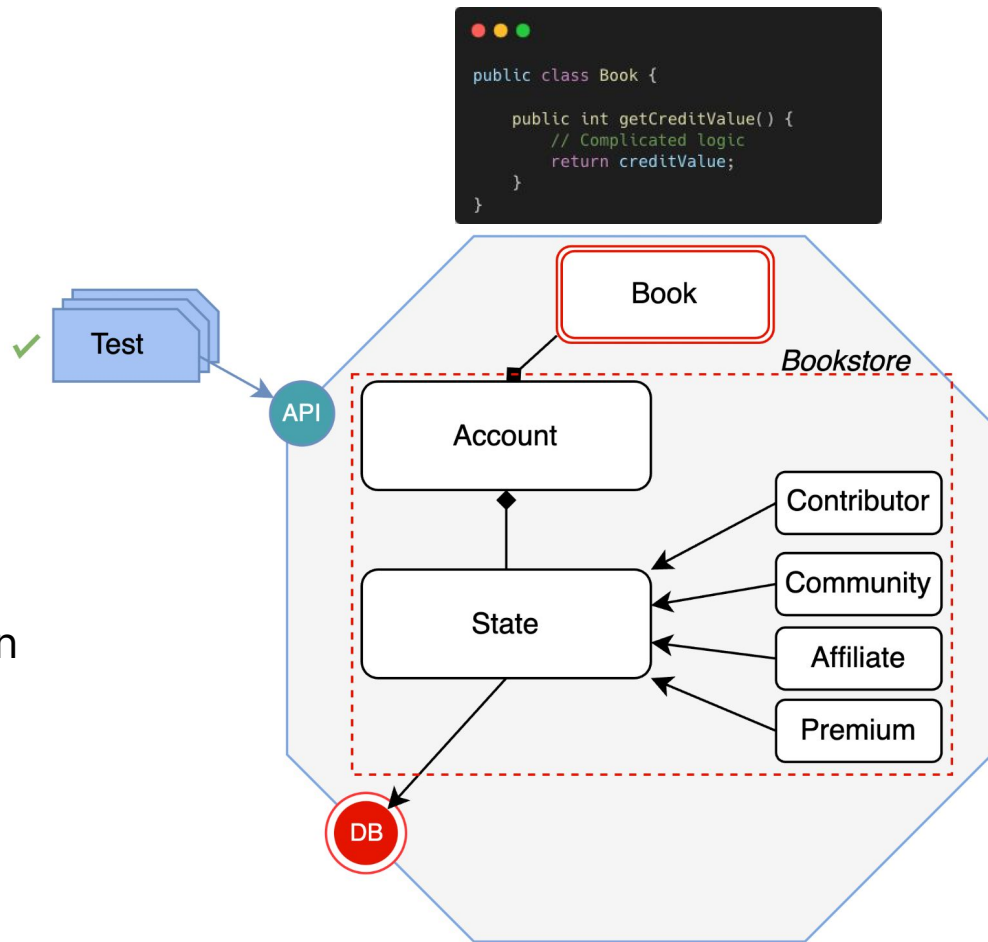 public class Book {
public int getCreditValue() {
// Complicated logic
return creditValue;
}
}
Book
Bookstore
Test
API
Account
Contributor
Community
State
n
Affiliate
Premium
DB